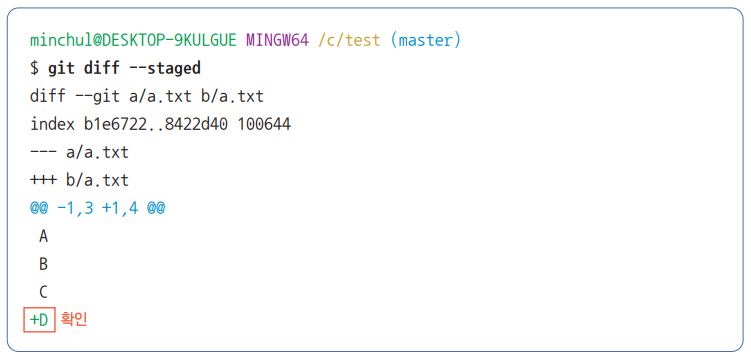 minchul@DESKTOP-9KULGUE MINGW64 /c/test (master)
$ git diff --staged
diff --git a/a.txt b/a.txt
index b1e6722..8422d40 100644
--- a/a.txt
+++ b/a.txt
@@ -1,3 +1,4 @@
 A
 B
 C
+D 확인